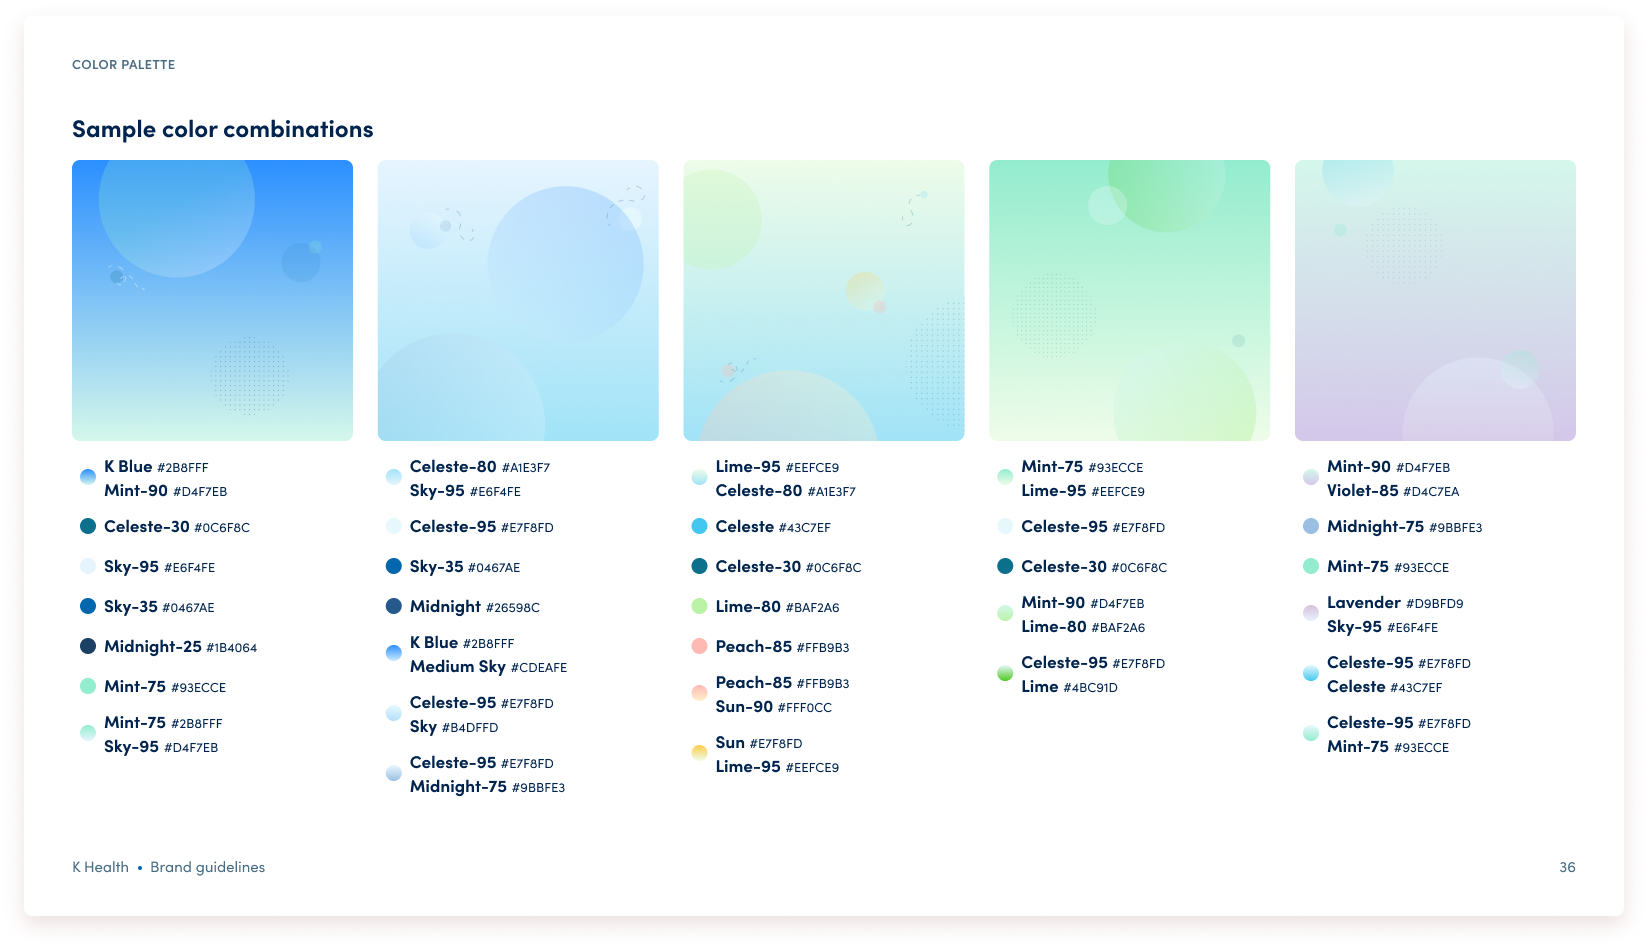 COLOR PALETTE
Sample color combinations
K Blue #2B8FFF
Mint-90 #D4F7EB
Celeste-30 #0C6F8C
Sky-95 #E6F4FE
Sky-35 #0467AE
Midnight-25 #1B4064
Mint-75 #93ECCE
Mint-75 #2B8FFF
Sky-95 #D4F7EB
Celeste-80 #A1E3F7
Sky-95 #E6F4FE
Celeste-95 #E7F8FD
Sky-35 #0467AE
Midnight #26598C
K Blue #2B8FFF
Medium Sky #CDEAFE
Celeste-95 #E7F8FD
Sky #B4DFFD
Celeste-95 #E7F8FD
Midnight-75 #9BBFE3
Lime-95 #EEFCE9
Celeste-80 #A1E3F7
Celeste #43C7EF
Celeste-30 #0C6F8C
Lime-80 #BAF2A6
Peach-85 #FFB9B3
Peach-85 #FFB9B3
Sun-90 #FFF0CC
Sun #E7F8FD
Lime-95 #EEFCE9
Mint-75 #93ECCE
Lime-95 #EEFCE9
Celeste-95 #E7F8FD
Celeste-30 #0C6F8C
Mint-90 #D4F7EB
Lime-80 #BAF2A6
Celeste-95 #E7F8FD
Lime #4BC91D
Mint-90 #D4F7EB
Violet-85 #D4C7EA
Midnight-75 #9BBFE3
Mint-75 #93ECCE
Lavender #D9BFD9
Sky-95 #E6F4FE
Celeste-95 #E7F8FD
Celeste #43C7EF
Celeste-95 #E7F8FD
Mint-75 #93ECCE
K Health • Brand guidelines
36